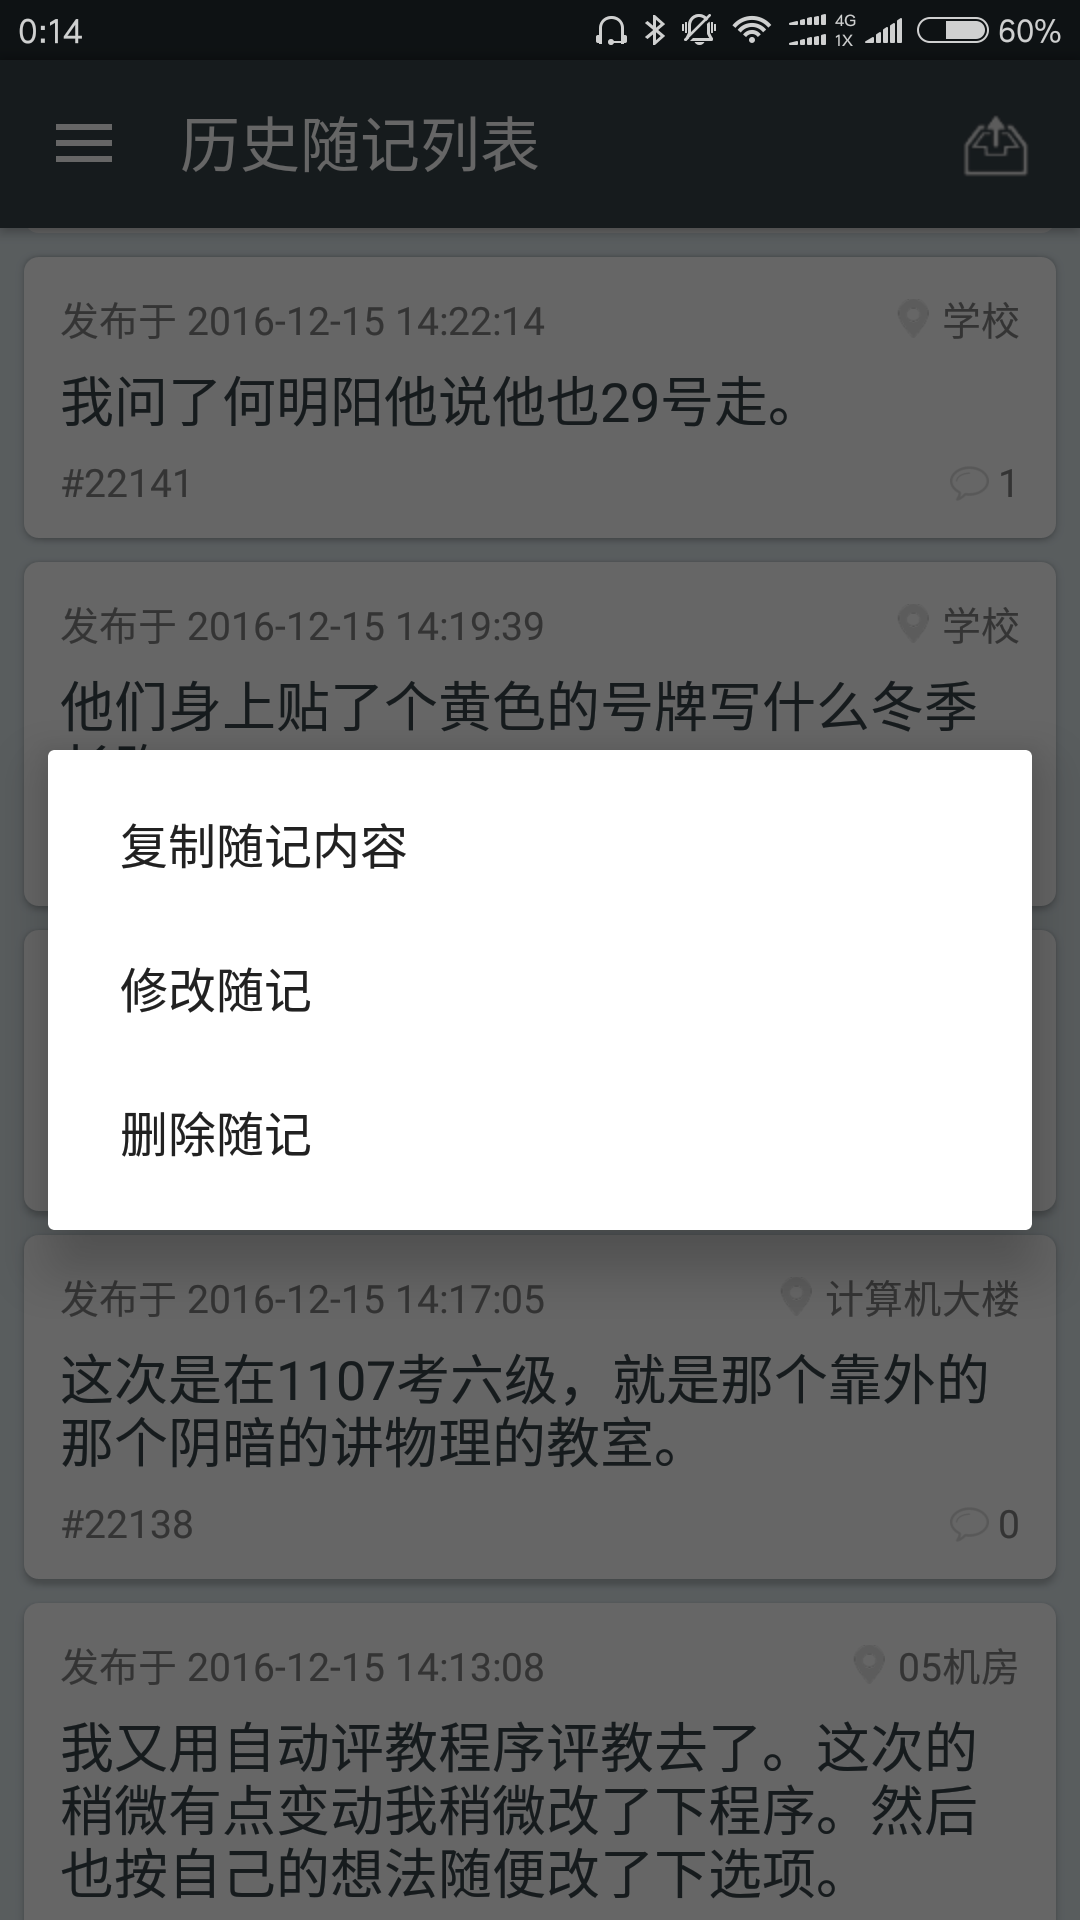 0:14
4G
1X
60%
历史随记列表
发布于 2016-12-15 14:22:14
学校
我问了何明阳他说他也29号走。
#22141
1
发布于 2016-12-15 14:19:39
学校
他们身上贴了个黄色的号牌写什么冬季
复制随记内容
修改随记
删除随记
发布于 2016-12-15 14:17:05
计算机大楼
这次是在1107考六级，就是那个靠外的
那个阴暗的讲物理的教室。
#22138
0
发布于 2016-12-15 14:13:08
05机房
我又用自动评教程序评教去了。这次的
稍微有点变动我稍微改了下程序。然后
也按自己的想法随便改了下选项。